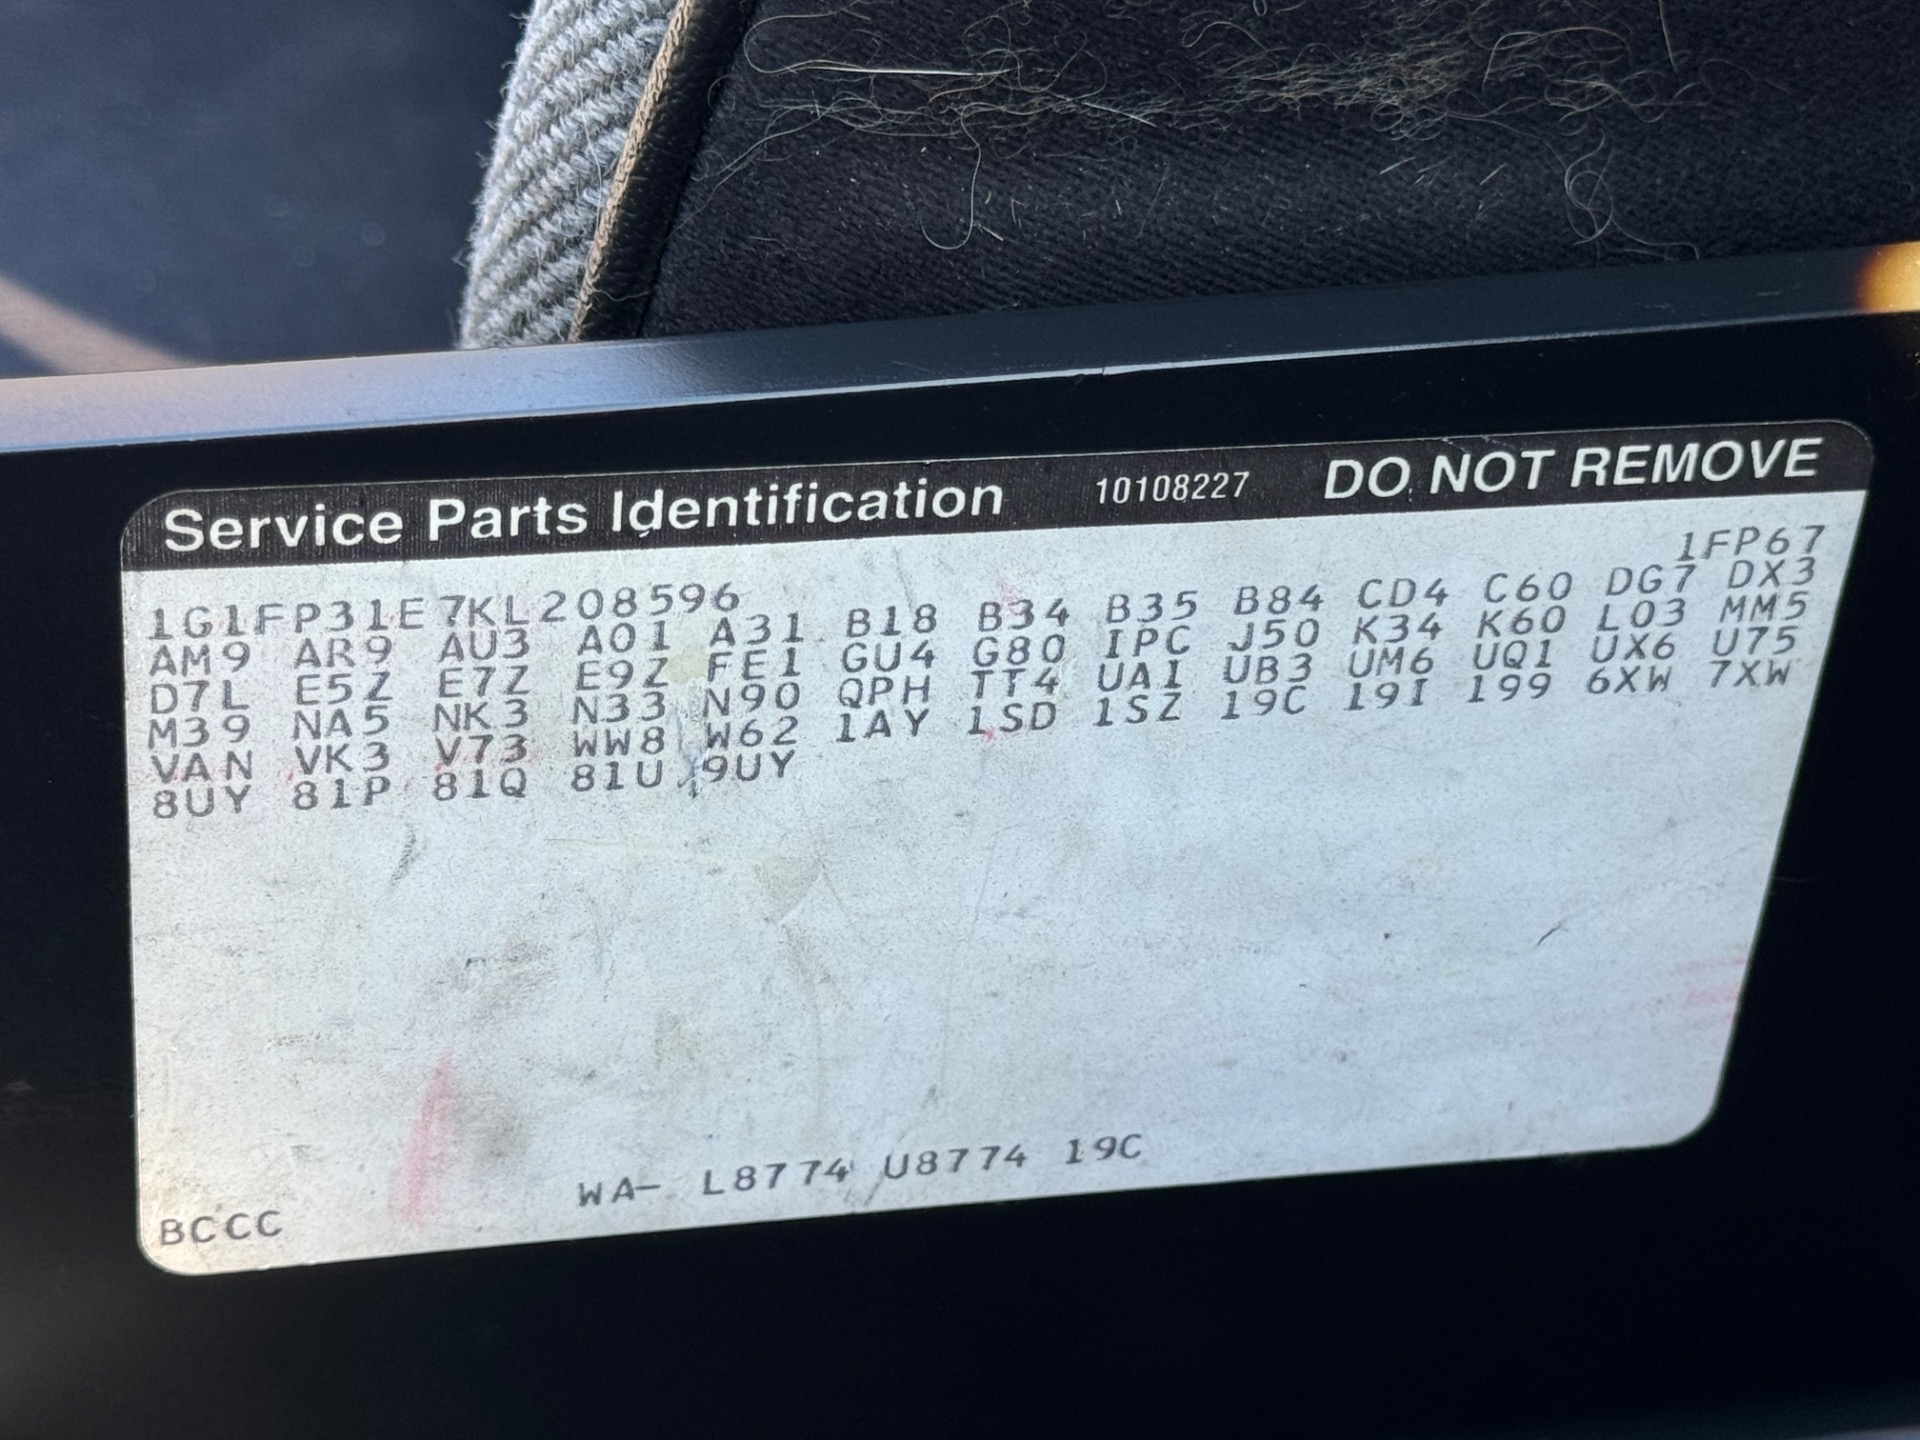 Service Parts Identification 10108227 DO NOT REMOVE
1FP67
1G1FP31E7KL208596
AM9 AR9 AU3 A01 A31 B18 B34 B35 B84 CD4 C60 DG7 DX3
D7L E5Z E7Z E9Z FE1 GU4 G80 IPC J50 K34 K60 L03 MM5
M39 NA5 NK3 N33 N90 QPH TT4 UA1 UB3 UM6 UQ1 UX6 U75
VAN VK3 V73 WW8 W62 1AY 1SD 1SZ 19C 19I 199 6XW 7XW
8UY 81P 81Q 81U 9UY
WA- L8774 U8774 19C
BCCC